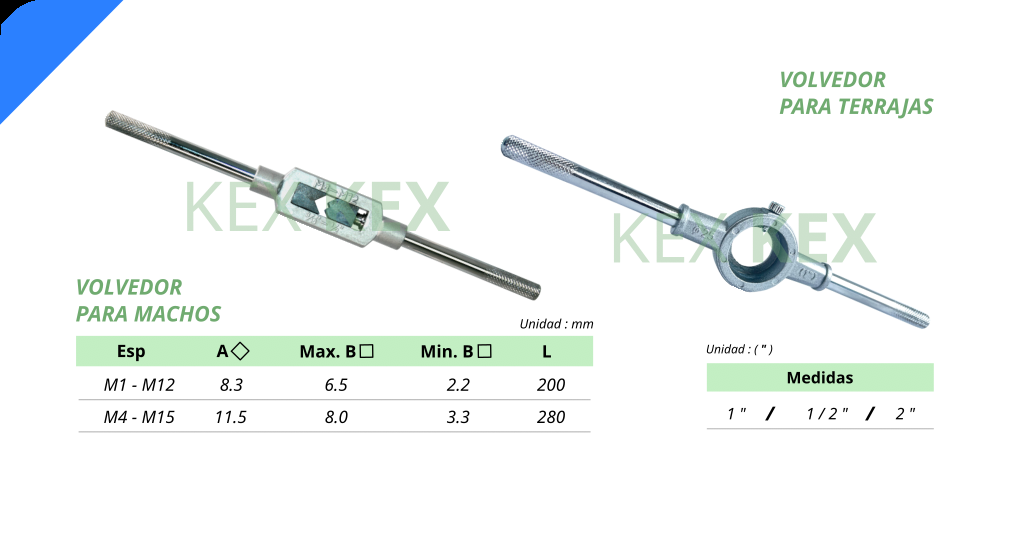 VOLVEDOR
PARA TERRAJAS
KEX KEX
KEX KEX
VOLVEDOR
PARA MACHOS
Unidad : mm
Esp A Max. B Min. B L
M1 - M12 8.3 6.5 2.2 200
M4 - M15 11.5 8.0 3.3 280
Unidad : ( " )
Medidas
1 " / 1 / 2 " / 2 "